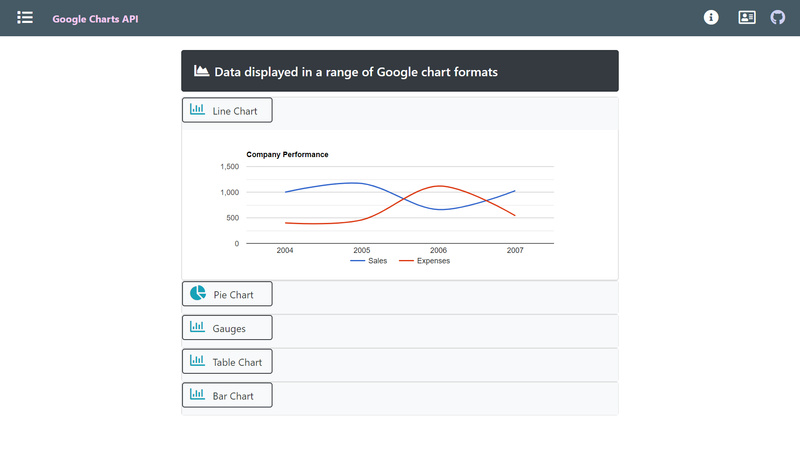 Google Charts API
Data displayed in a range of Google chart formats
Line Chart
Company Performance
1,500
1,000
500
0
2004 2005 2006 2007
Sales Expenses
Pie Chart
Gauges
Table Chart
Bar Chart